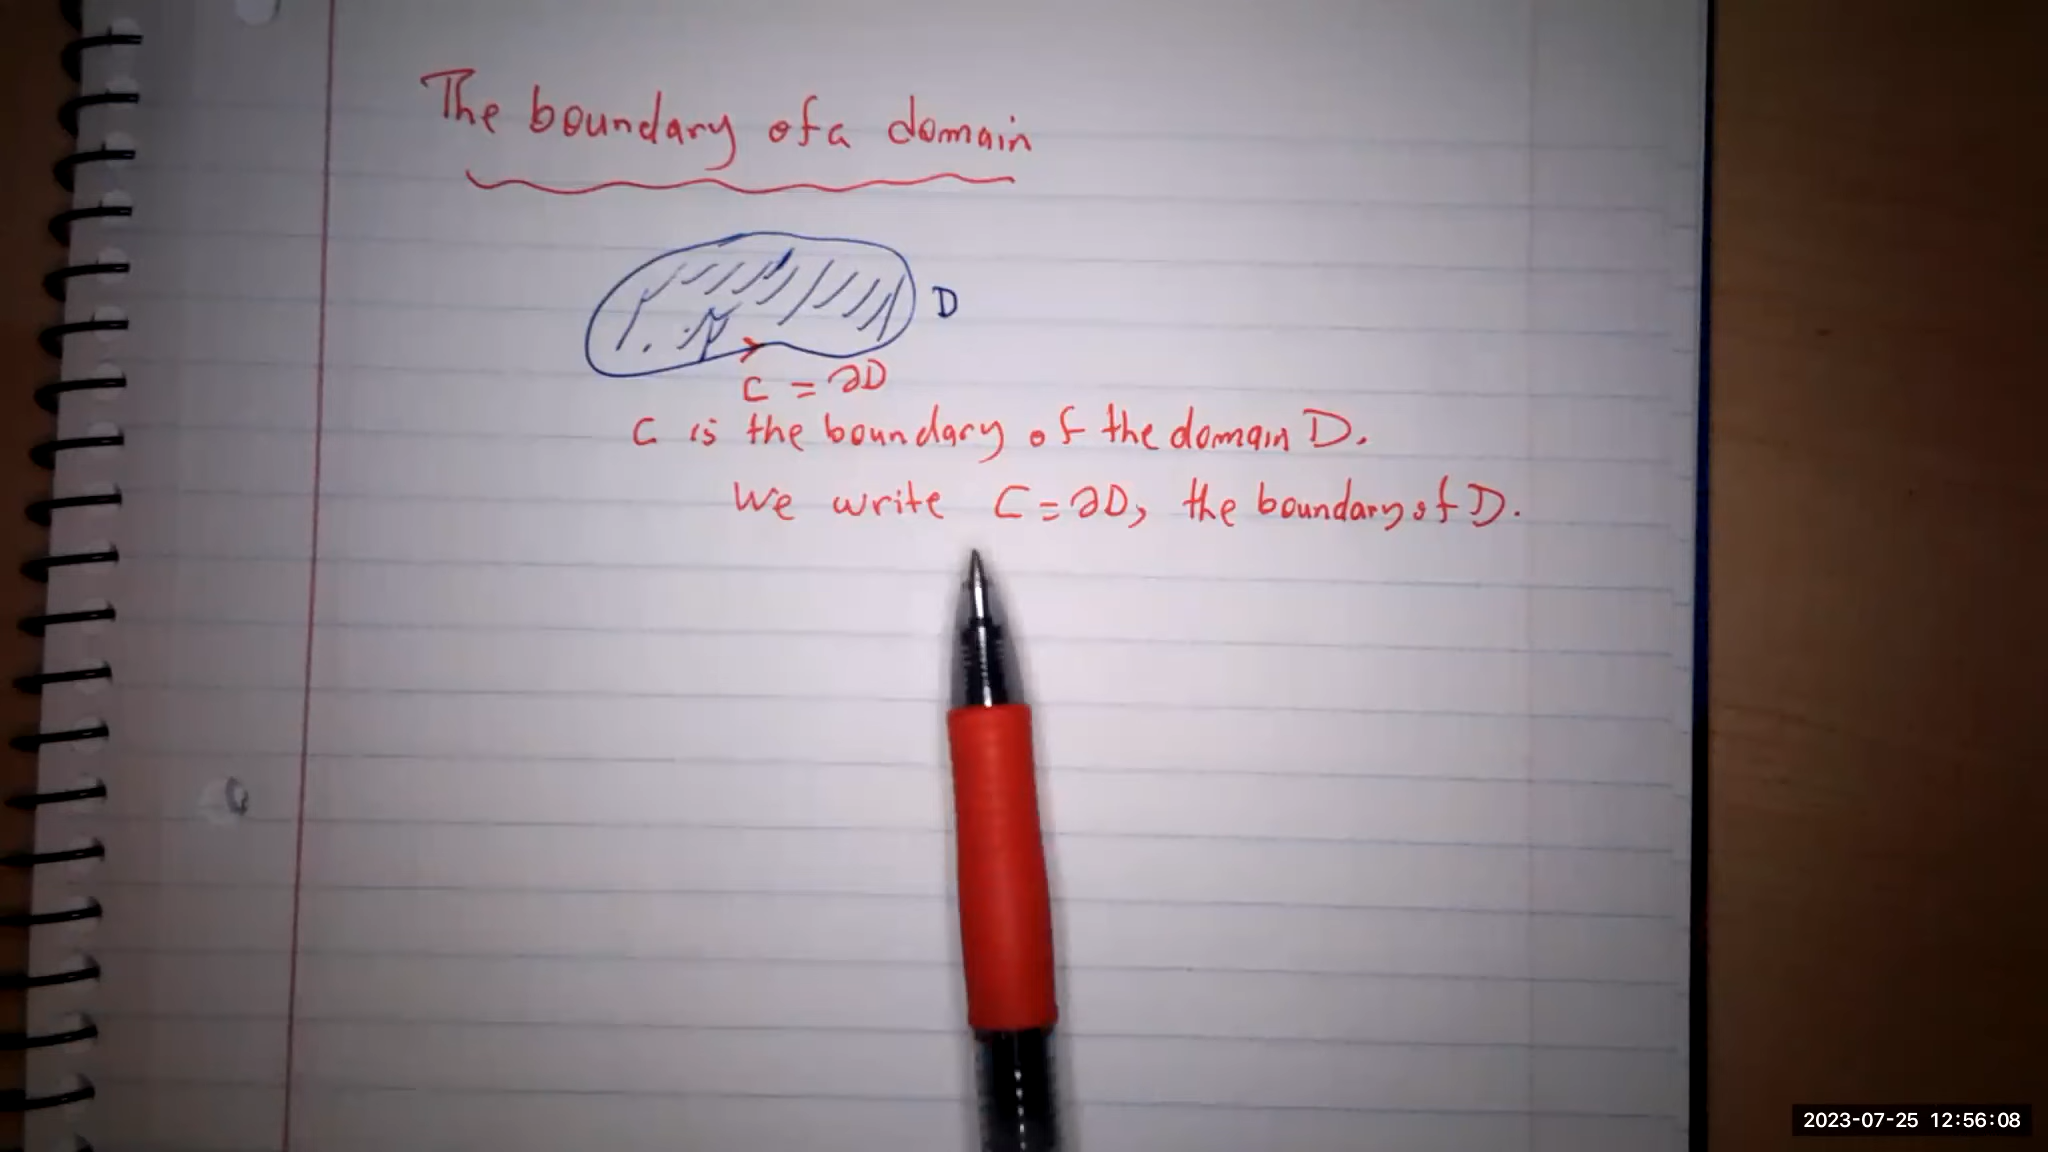 The boundary of a domain
D
C = ∂D
C is the boundary of the domain D.
We write C = ∂D, the boundary of D.
2023-07-25 12:56:08